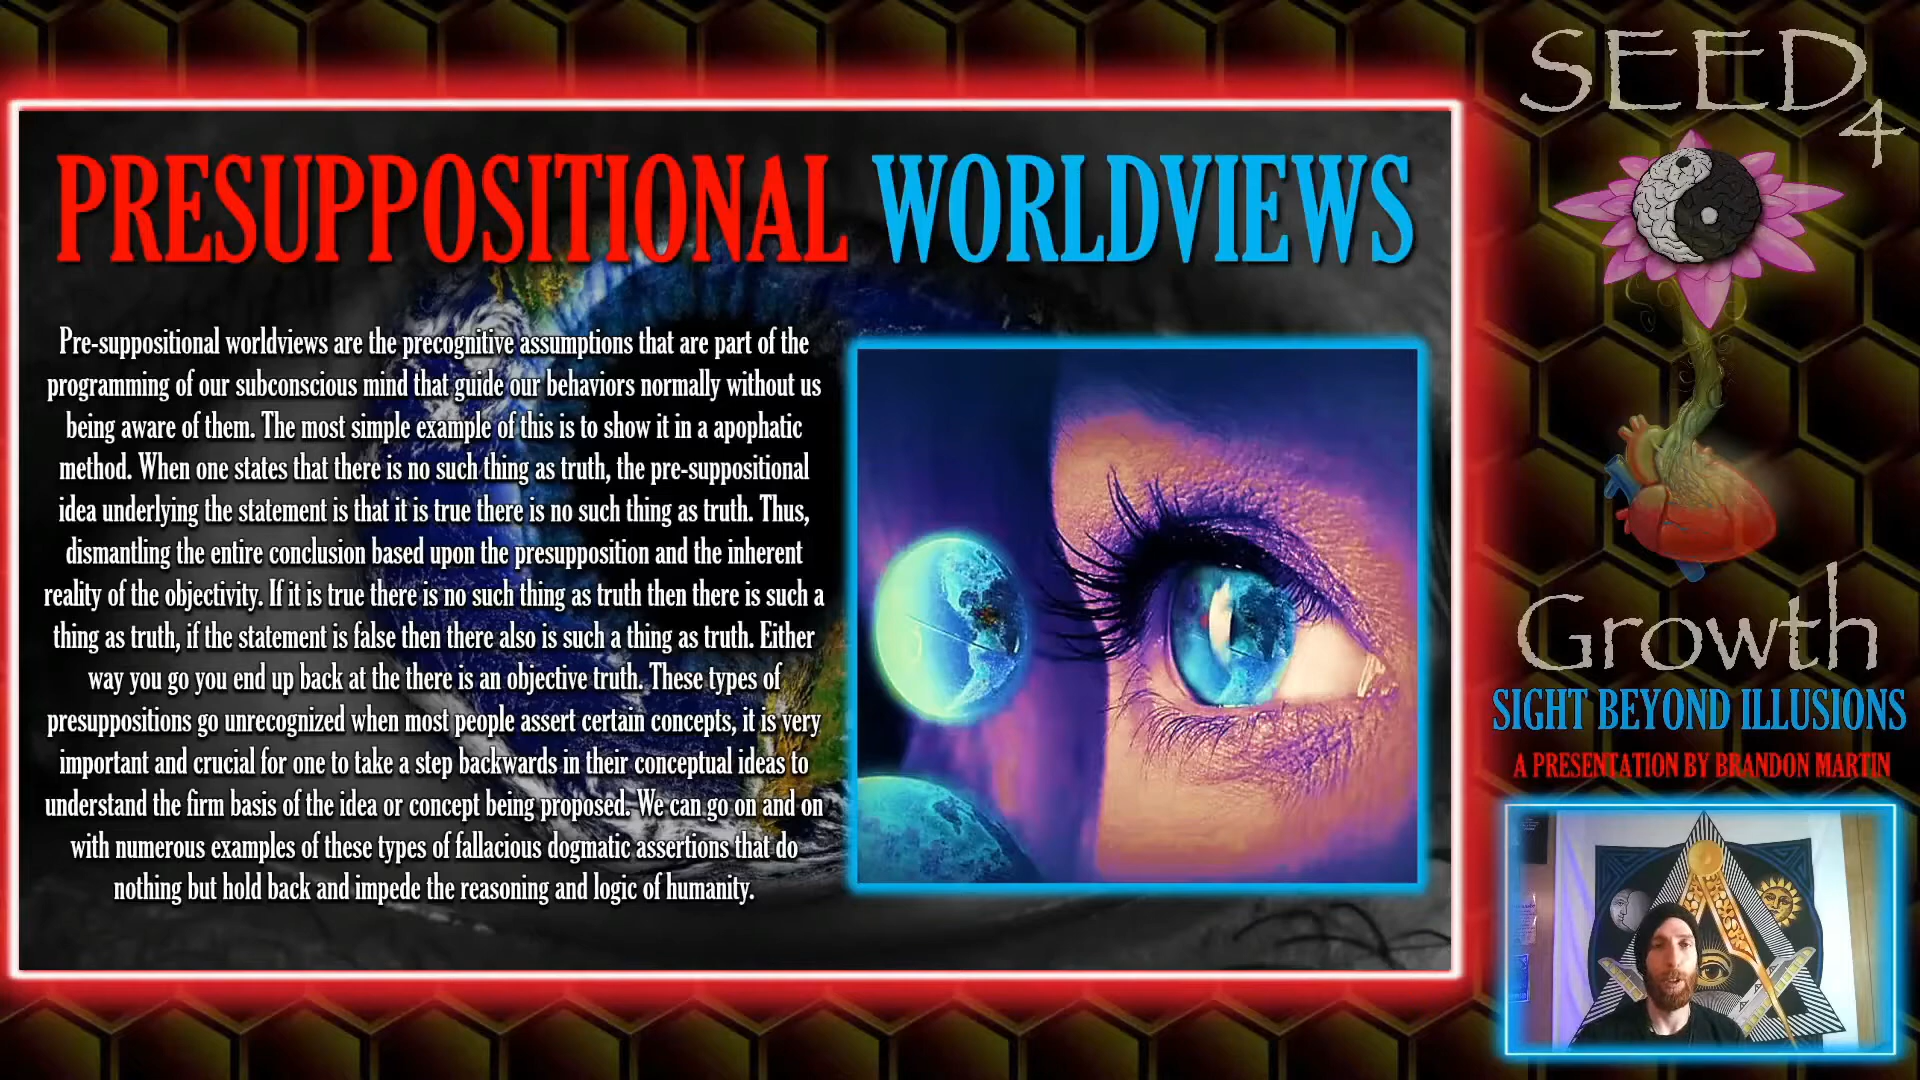 SEED
4
PRESUPPOSITIONAL WORLDVIEWS
Pre-suppositional worldviews are the precognitive assumptions that are part of the
programming of our subconscious mind that guide our behaviors normally without us
being aware of them. The most simple example of this is to show it in a apophatic
method. When one states that there is no such thing as truth, the pre-suppositional
idea underlying the statement is that it is true there is no such thing as truth. Thus,
dismantling the entire conclusion based upon the presupposition and the inherent
reality of the objectivity. If it is true there is no such thing as truth then there is such a
thing as truth, if the statement is false then there also is such a thing as truth. Either
way you go you end up back at the there is an objective truth. These types of
presuppositions go unrecognized when most people assert certain concepts, it is very
important and crucial for one to take a step backwards in their conceptual ideas to
understand the firm basis of the idea or concept being proposed. We can go on and on
with numerous examples of these types of fallacious dogmatic assertions that do
nothing but hold back and impede the reasoning and logic of humanity.
Growth
SIGHT BEYOND ILLUSIONS
A PRESENTATION BY BRANDON MARTIN